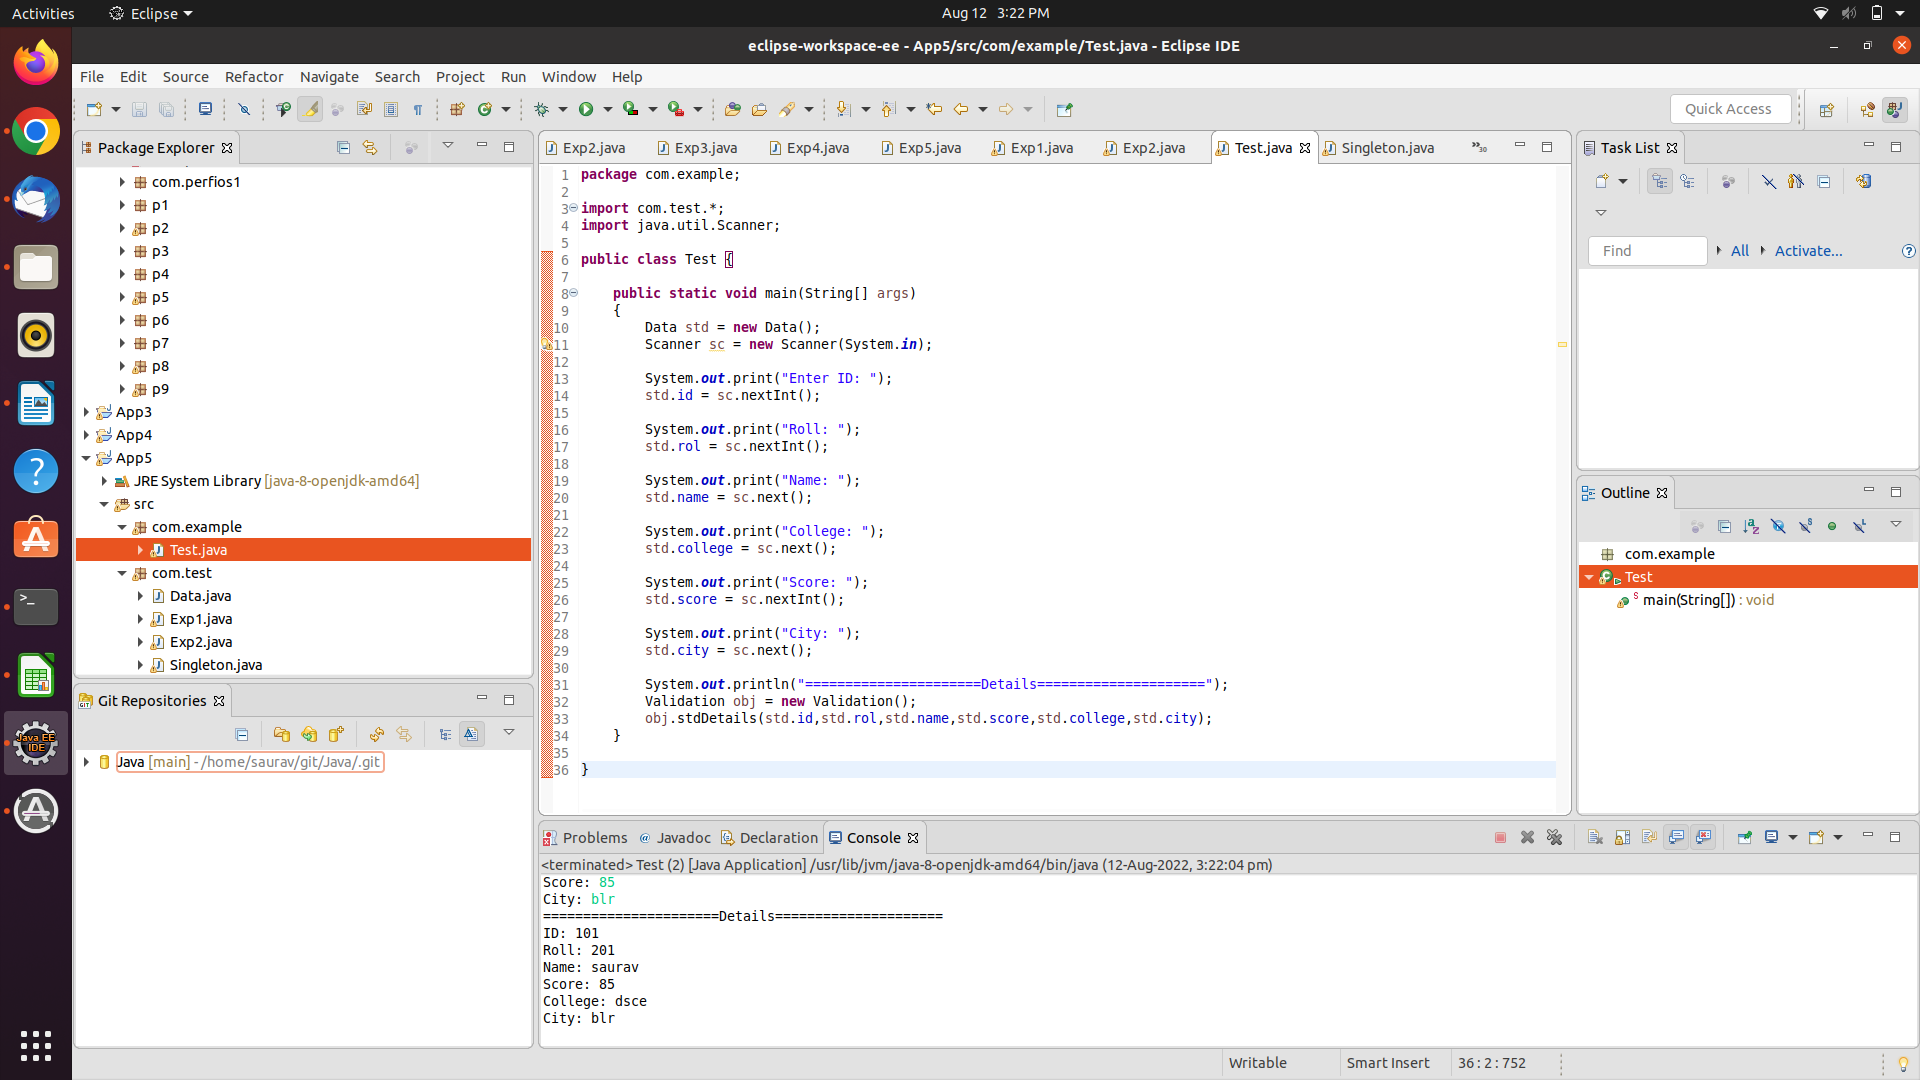 Activities
Eclipse
Aug 12 3:22 PM
eclipse-workspace-ee - App5/src/com/example/Test.java - Eclipse IDE
File Edit Source Refactor Navigate Search Project Run Window Help
Quick Access
Package Explorer
com.perfios1
p1
p2
p3
p4
p5
p6
p7
p8
p9
App3
App4
App5
JRE System Library [java-8-openjdk-amd64]
src
com.example
Test.java
com.test
Data.java
Exp1.java
Exp2.java
Singleton.java
Git Repositories
Java [main] - /home/saurav/git/Java/.git
Java EE
IDE
Exp2.java Exp3.java Exp4.java Exp5.java Exp1.java Exp2.java Test.java Singleton.java »30
1 package com.example;
2
3 import com.test.*;
4 import java.util.Scanner;
5
6 public class Test {
7
8 public static void main(String[] args)
9 {
10 Data std = new Data();
11 Scanner sc = new Scanner(System.in);
12
13 System.out.print("Enter ID: ");
14 std.id = sc.nextInt();
15
16 System.out.print("Roll: ");
17 std.rol = sc.nextInt();
18
19 System.out.print("Name: ");
20 std.name = sc.next();
21
22 System.out.print("College: ");
23 std.college = sc.next();
24
25 System.out.print("Score: ");
26 std.score = sc.nextInt();
27
28 System.out.print("City: ");
29 std.city = sc.next();
30
31 System.out.println("======================Details=====================");
32 Validation obj = new Validation();
33 obj.stdDetails(std.id,std.rol,std.name,std.score,std.college,std.city);
34 }
35
36 }
Task List
Find
All
Activate...
Outline
com.example
Test
main(String[]) : void
Problems @ Javadoc Declaration Console
<terminated> Test (2) [Java Application] /usr/lib/jvm/java-8-openjdk-amd64/bin/java (12-Aug-2022, 3:22:04 pm)
Score: 85
City: blr
======================Details=====================
ID: 101
Roll: 201
Name: saurav
Score: 85
College: dsce
City: blr
Writable
Smart Insert
36 : 2 : 752